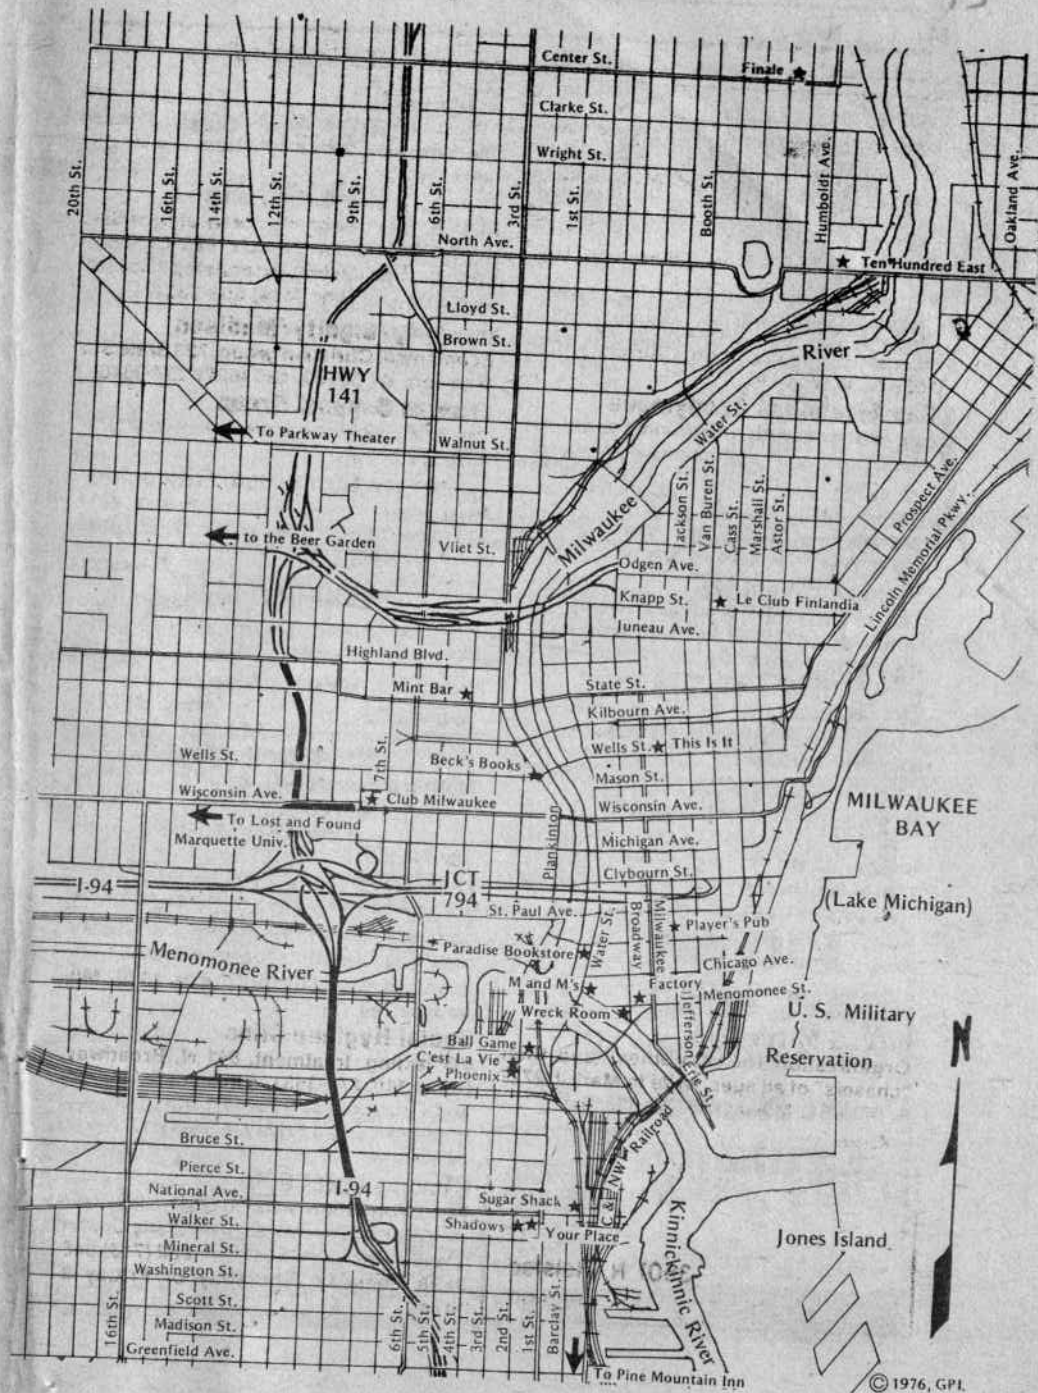 Center St.
Finale
Clarke St.
Wright St.
20th St.
16th St.
14th St.
12th St.
9th St.
6th St.
3rd St.
1st St.
Booth St.
Humboldt Ave.
Oakland Ave.
North Ave.
Ten Hundred East
Lloyd St.
Brown St.
River
HWY
141
Water St.
To Parkway Theater
Walnut St.
Prospect Ave.
Jackson St.
Van Buren St.
Cass St.
Marshall St.
Astor St.
Lincoln Memorial Pkwy.
Milwaukee
to the Beer Garden
Vliet St.
Odgen Ave.
Knapp St.
Le Club Finlandia
Juneau Ave.
Highland Blvd.
Mint Bar
State St.
Kilbourn Ave.
7th St.
Wells St.
Wells St.
This Is It
Beck's Books
Mason St.
Wisconsin Ave.
Club Milwaukee
Wisconsin Ave.
MILWAUKEE
BAY
To Lost and Found
Marquette Univ.
Michigan Ave.
Plankinton
Clybourn St.
I-94
JCT
794
(Lake Michigan)
St. Paul Ave.
Water St.
Broadway
Milwaukee
Player's Pub
Paradise Bookstore
Menomonee River
Chicago Ave.
M and M's
Factory
Menomonee St.
Wreck Room
Jefferson
U. S. Military
Reservation
N
Ball Game
C'est La Vie
Phoenix
Erie St.
C & NW Railroad
Bruce St.
Pierce St.
National Ave.
I-94
Sugar Shack
Walker St.
Shadows
Your Place
Mineral St.
Washington St.
Kinnickinnic River
Jones Island
Scott St.
Madison St.
Greenfield Ave.
16th St.
6th St.
5th St.
4th St.
3rd St.
2nd St.
1st St.
Barclay St.
To Pine Mountain Inn
© 1976, GPI.